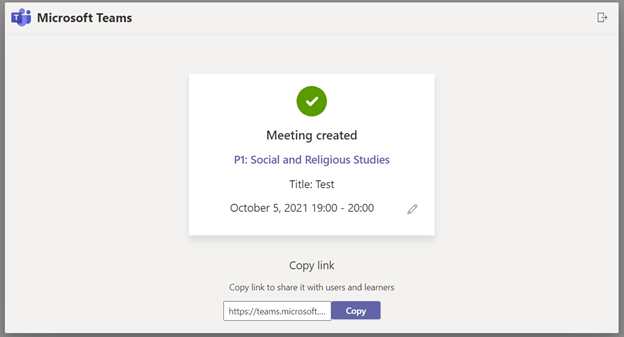 Microsoft Teams
Meeting created
P1: Social and Religious Studies
Title: Test
October 5, 2021 19:00 - 20:00
Copy link
Copy link to share it with users and learners
https://teams.microsoft....
Copy